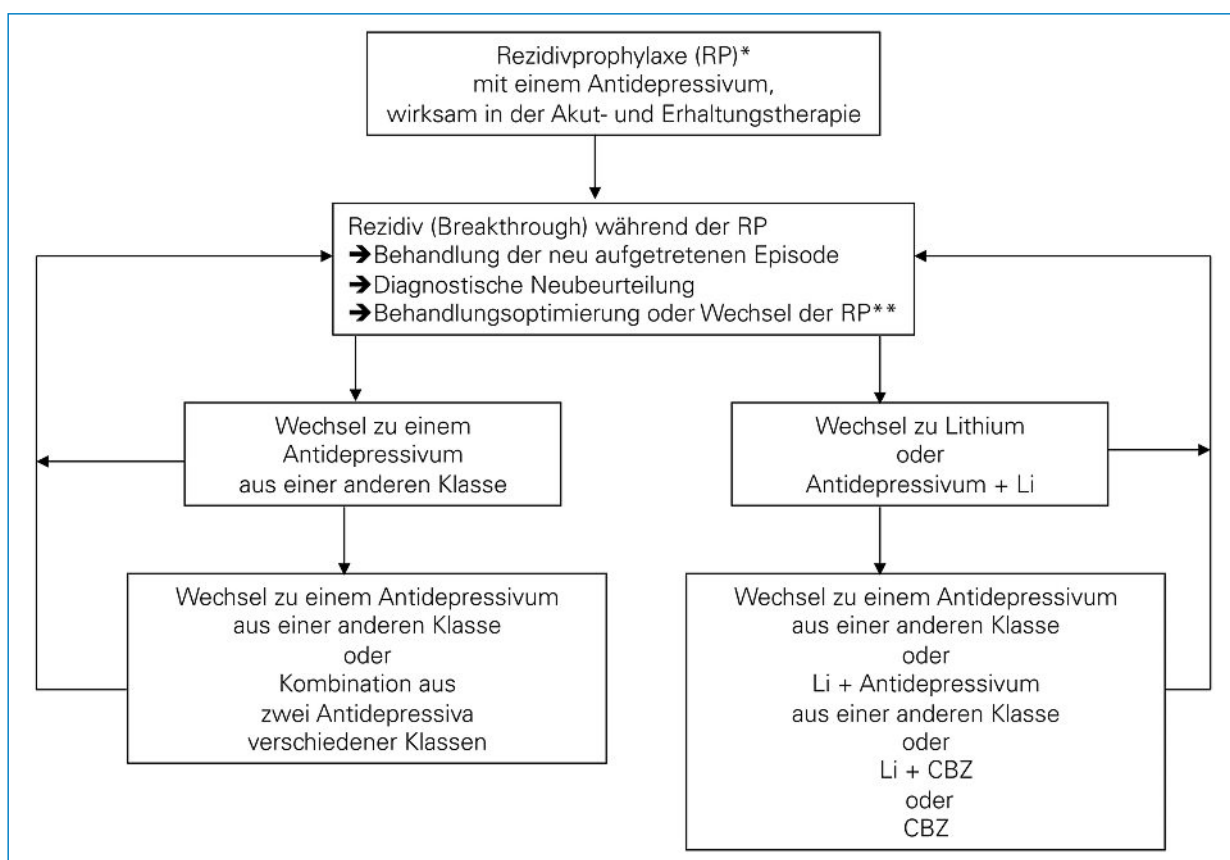 Rezidivprophylaxe (RP)*
mit einem Antidepressivum,
wirksam in der Akut- und Erhaltungstherapie
Rezidiv (Breakthrough) während der RP
➔Behandlung der neu aufgetretenen Episode
➔Diagnostische Neubeurteilung
➔Behandlungsoptimierung oder Wechsel der RP**
Wechsel zu einem
Antidepressivum
aus einer anderen Klasse
Wechsel zu Lithium
oder
Antidepressivum + Li
Wechsel zu einem Antidepressivum
aus einer anderen Klasse
oder
Kombination aus
zwei Antidepressiva
verschiedener Klassen
Wechsel zu einem Antidepressivum
aus einer anderen Klasse
oder
Li + Antidepressivum
aus einer anderen Klasse
oder
Li + CBZ
oder
CBZ